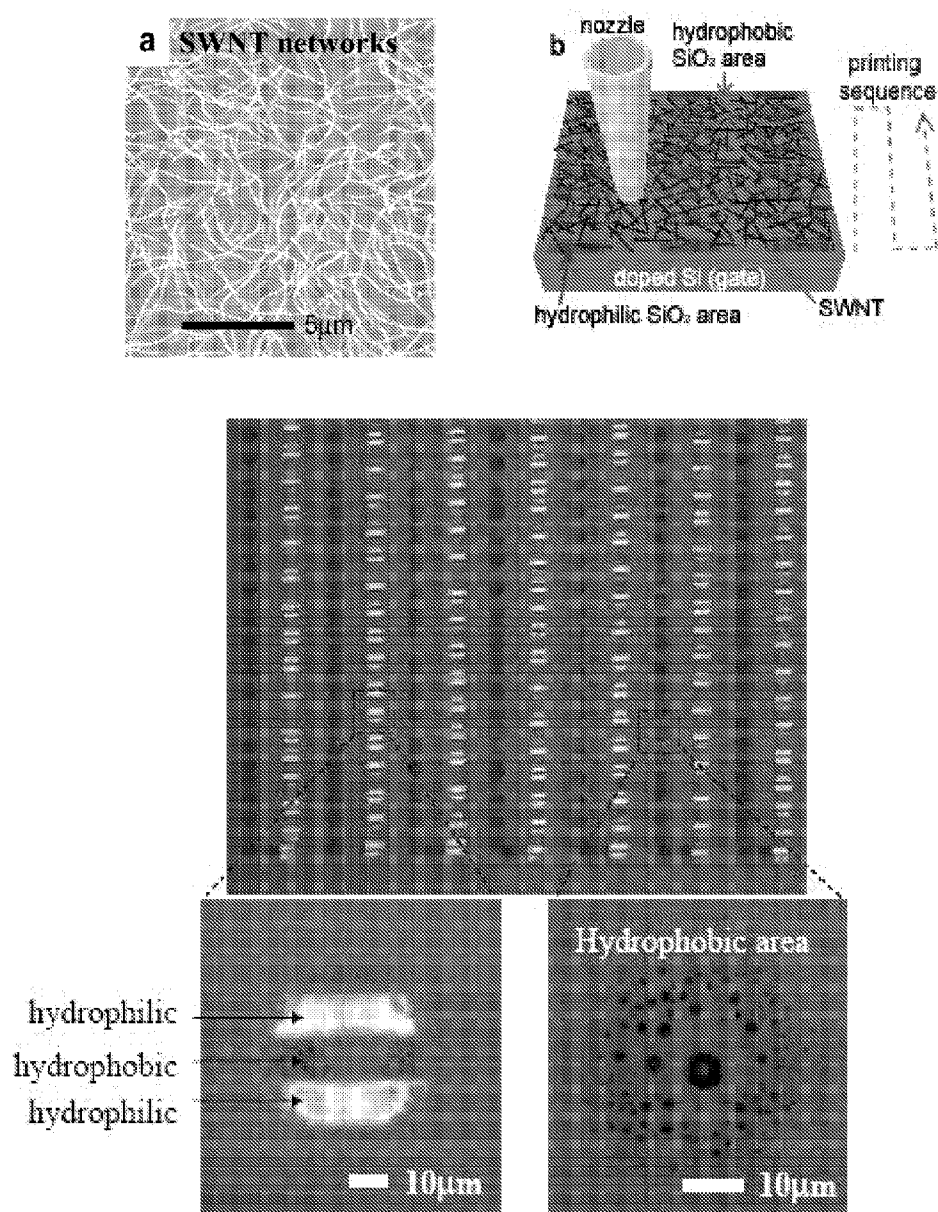 a SWNT networks
5μm
b
nozzle
hydrophobic
SiO₂ area
printing
sequence
doped Si (gate)
hydrophilic SiO₂ area
SWNT
hydrophilic
hydrophobic
hydrophilic
10μm
Hydrophobic area
10μm